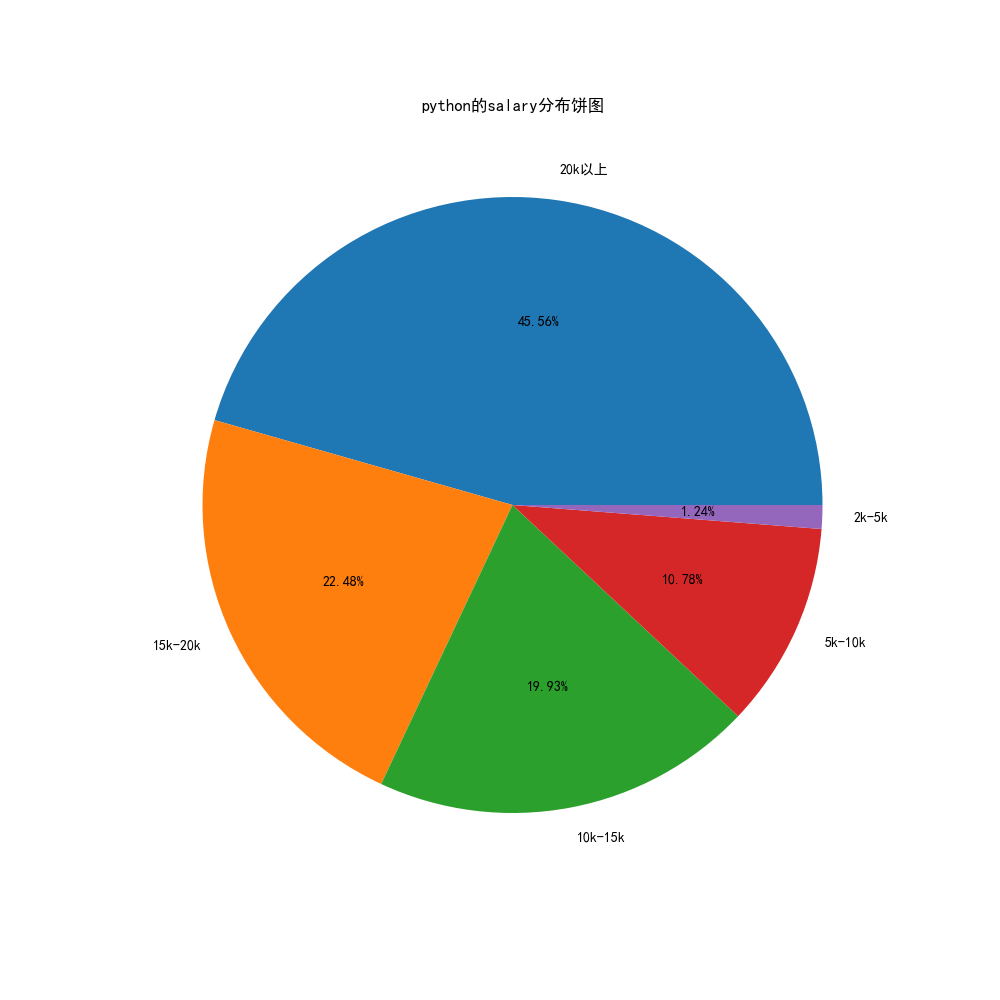 python的salary分布饼图
20k以上
45.56%
1.24%
2k-5k
22.48%
10.78%
15k-20k
5k-10k
19.93%
10k-15k